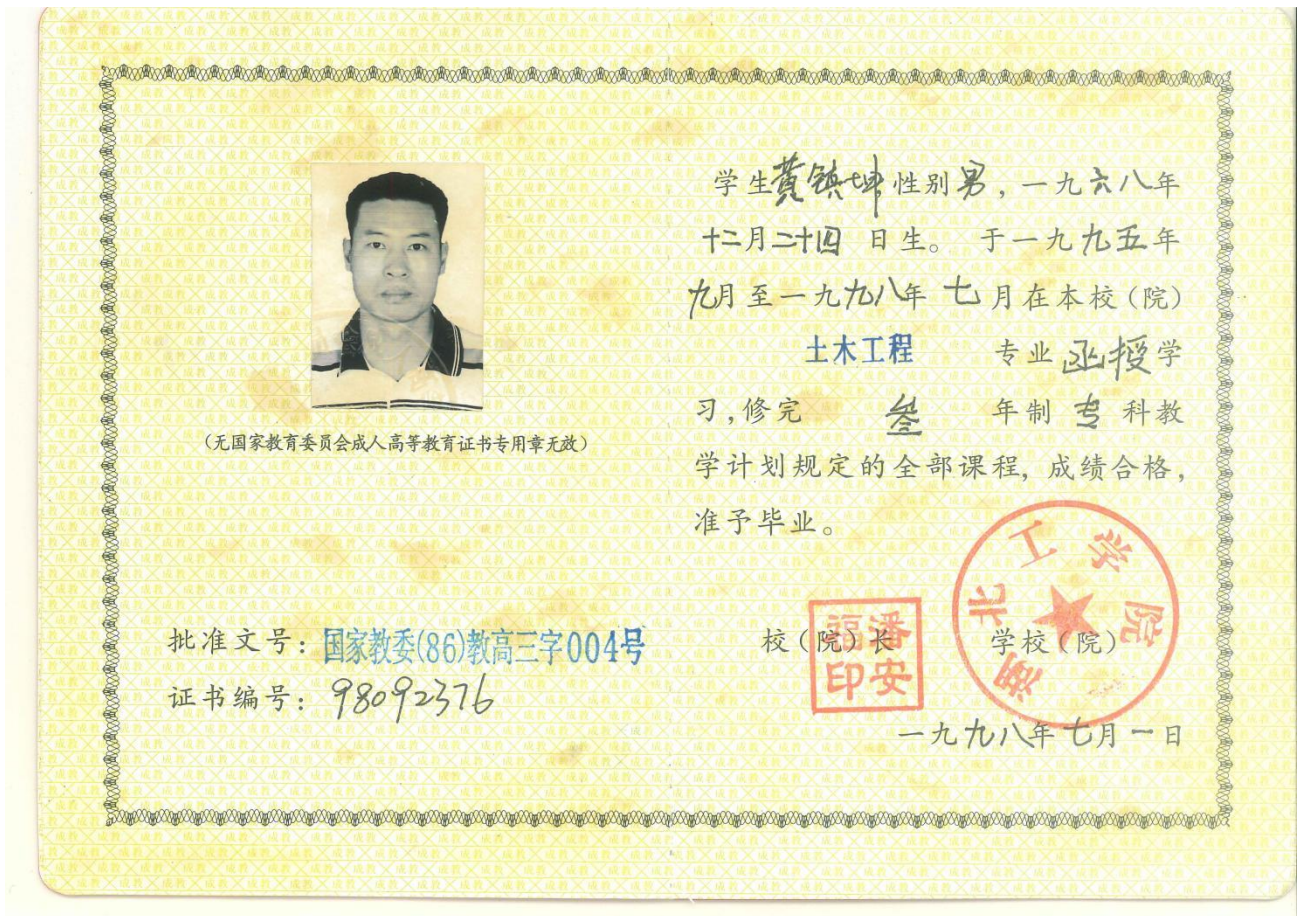 (无国家教育委员会成人高等教育证书专用章无效)
批准文号：国家教委(86)教高三字004号
证书编号：98092376
学生黄镇坤性别男，一九六八年
十二月二十四日生。于一九九五年
九月至一九九八年七月在本校(院)
土木工程 专业函授学
习，修完 叁 年制专科教
学计划规定的全部课程，成绩合格，
准予毕业。
校(院)长 学校(院)
潘安福印
湖北工学院
一九九八年七月一日